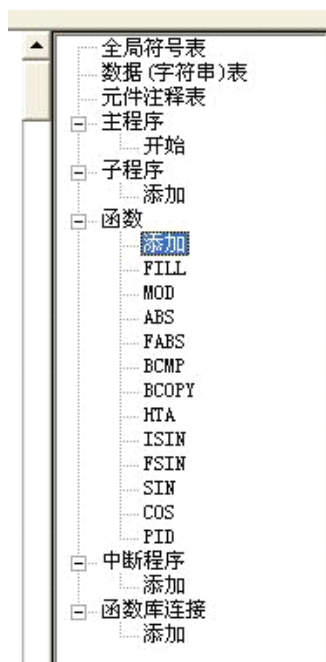 全局符号表
数据(字符串)表
元件注释表
主程序
开始
子程序
添加
函数
添加
FILL
MOD
ABS
FABS
BCMP
BCOPY
HTA
ISIN
FSIN
SIN
COS
PID
中断程序
添加
函数库连接
添加